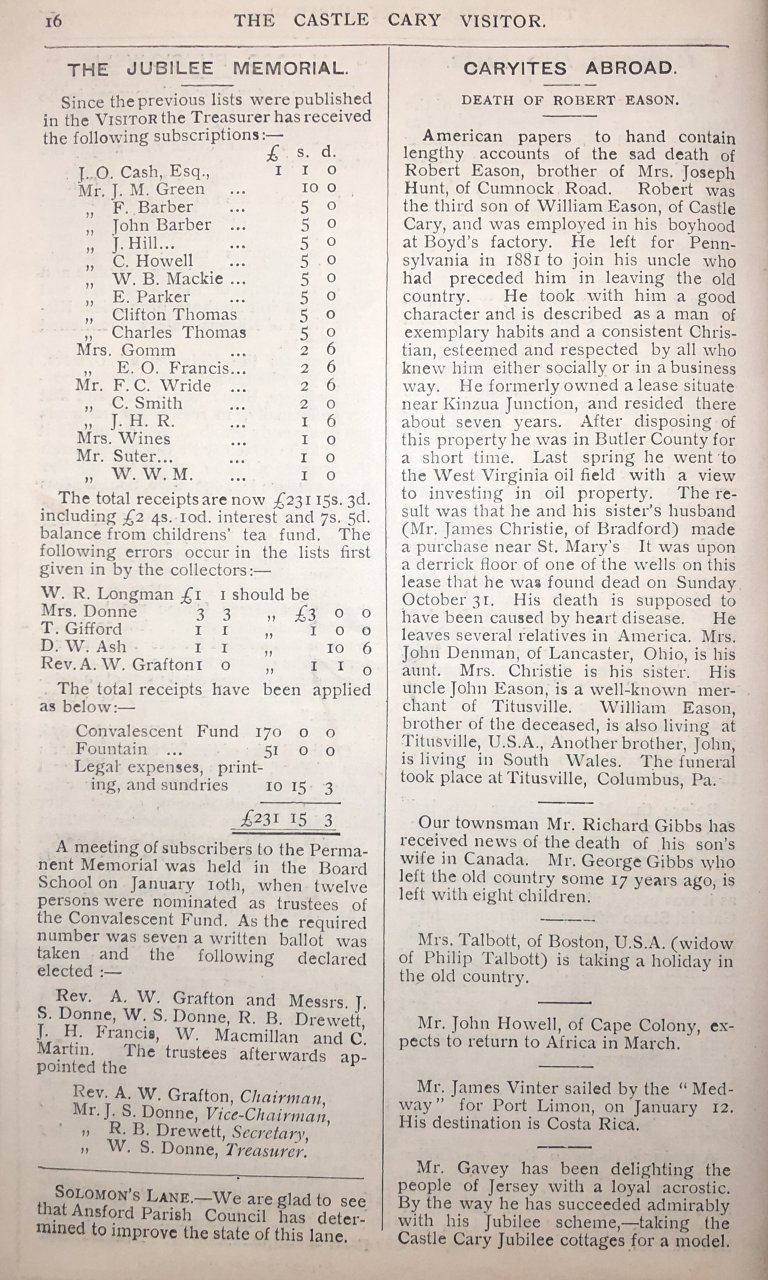 16
THE CASTLE CARY VISITOR.
THE JUBILEE MEMORIAL.
Since the previous lists were published
in the VISITOR the Treasurer has received
the following subscriptions:—
£ s. d.
J. O. Cash, Esq., 1 1 0
Mr. J. M. Green ... 10 0
„ F. Barber ... 5 0
„ John Barber ... 5 0
„ J. Hill... ... 5 0
„ C. Howell ... 5 0
„ W. B. Mackie ... 5 0
„ E. Parker ... 5 0
„ Clifton Thomas 5 0
„ Charles Thomas 5 0
Mrs. Gomm ... 2 6
„ E. O. Francis... 2 6
Mr. F. C. Wride ... 2 6
„ C. Smith ... 2 0
„ J. H. R. ... 1 6
Mrs. Wines ... 1 0
Mr. Suter... ... 1 0
„ W. W. M. ... 1 0
The total receipts are now £231 15s. 3d.
including £2 4s. 10d. interest and 7s. 5d.
balance from childrens' tea fund. The
following errors occur in the lists first
given in by the collectors:—
W. R. Longman £1 1 should be
Mrs. Donne 3 3 „ £3 0 0
T. Gifford 1 1 „ 1 0 0
D. W. Ash 1 1 „ 10 6
Rev. A. W. Grafton 1 0 „ 1 1 0
The total receipts have been applied
as below:—
Convalescent Fund 170 0 0
Fountain ... 51 0 0
Legal expenses, print-
ing, and sundries 10 15 3
£231 15 3
A meeting of subscribers to the Perma-
nent Memorial was held in the Board
School on January 10th, when twelve
persons were nominated as trustees of
the Convalescent Fund. As the required
number was seven a written ballot was
taken and the following declared
elected :—
Rev. A. W. Grafton and Messrs. J.
S. Donne, W. S. Donne, R. B. Drewett,
J. H. Francis, W. Macmillan and C.
Martin. The trustees afterwards ap-
pointed the
Rev. A. W. Grafton, Chairman,
Mr. J. S. Donne, Vice-Chairman,
„ R. B. Drewett, Secretary,
„ W. S. Donne, Treasurer.
SOLOMON'S LANE.—We are glad to see
that Ansford Parish Council has deter-
mined to improve the state of this lane.
CARYITES ABROAD.
DEATH OF ROBERT EASON.
American papers to hand contain
lengthy accounts of the sad death of
Robert Eason, brother of Mrs. Joseph
Hunt, of Cumnock Road. Robert was
the third son of William Eason, of Castle
Cary, and was employed in his boyhood
at Boyd's factory. He left for Penn-
sylvania in 1881 to join his uncle who
had preceded him in leaving the old
country. He took with him a good
character and is described as a man of
exemplary habits and a consistent Chris-
tian, esteemed and respected by all who
knew him either socially or in a business
way. He formerly owned a lease situate
near Kinzua Junction, and resided there
about seven years. After disposing of
this property he was in Butler County for
a short time. Last spring he went to
the West Virginia oil field with a view
to investing in oil property. The re-
sult was that he and his sister's husband
(Mr. James Christie, of Bradford) made
a purchase near St. Mary's It was upon
a derrick floor of one of the wells on this
lease that he was found dead on Sunday
October 31. His death is supposed to
have been caused by heart disease. He
leaves several relatives in America. Mrs.
John Denman, of Lancaster, Ohio, is his
aunt. Mrs. Christie is his sister. His
uncle John Eason, is a well-known mer-
chant of Titusville. William Eason,
brother of the deceased, is also living at
Titusville, U.S.A., Another brother, John,
is living in South Wales. The funeral
took place at Titusville, Columbus, Pa.
Our townsman Mr. Richard Gibbs has
received news of the death of his son's
wife in Canada. Mr. George Gibbs who
left the old country some 17 years ago, is
left with eight children.
Mrs. Talbott, of Boston, U.S.A. (widow
of Philip Talbott) is taking a holiday in
the old country.
Mr. John Howell, of Cape Colony, ex-
pects to return to Africa in March.
Mr. James Vinter sailed by the "Med-
way" for Port Limon, on January 12.
His destination is Costa Rica.
Mr. Gavey has been delighting the
people of Jersey with a loyal acrostic.
By the way he has succeeded admirably
with his Jubilee scheme,—taking the
Castle Cary Jubilee cottages for a model.